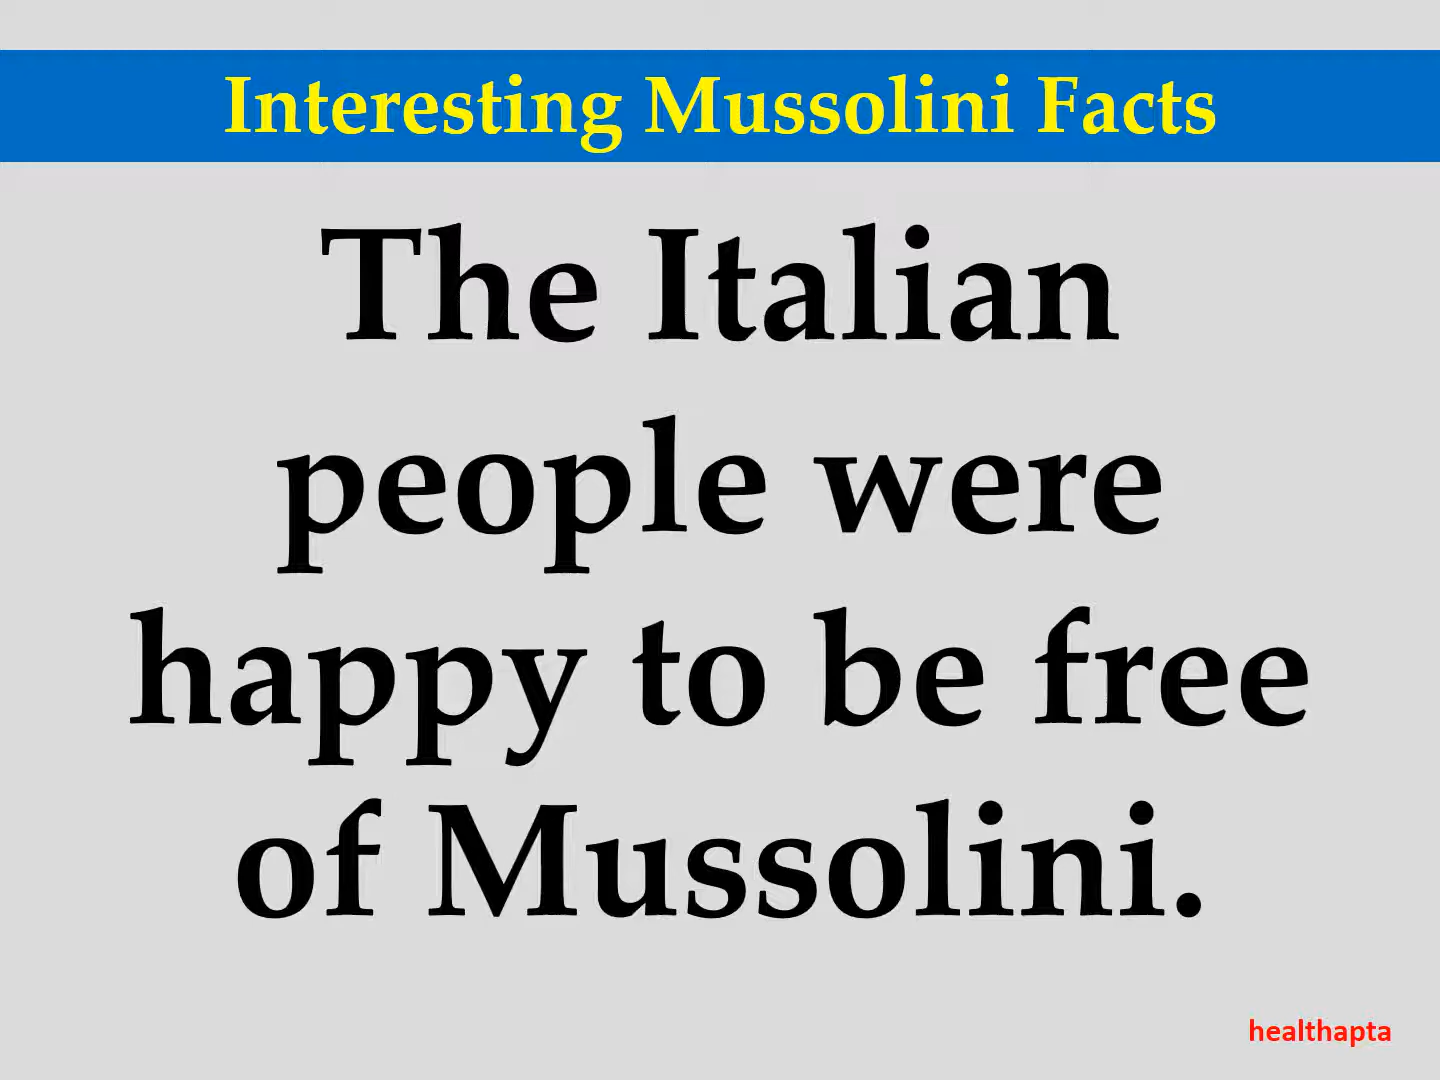 Interesting Mussolini Facts
The Italian
people were
happy to be free
of Mussolini.
healthapta